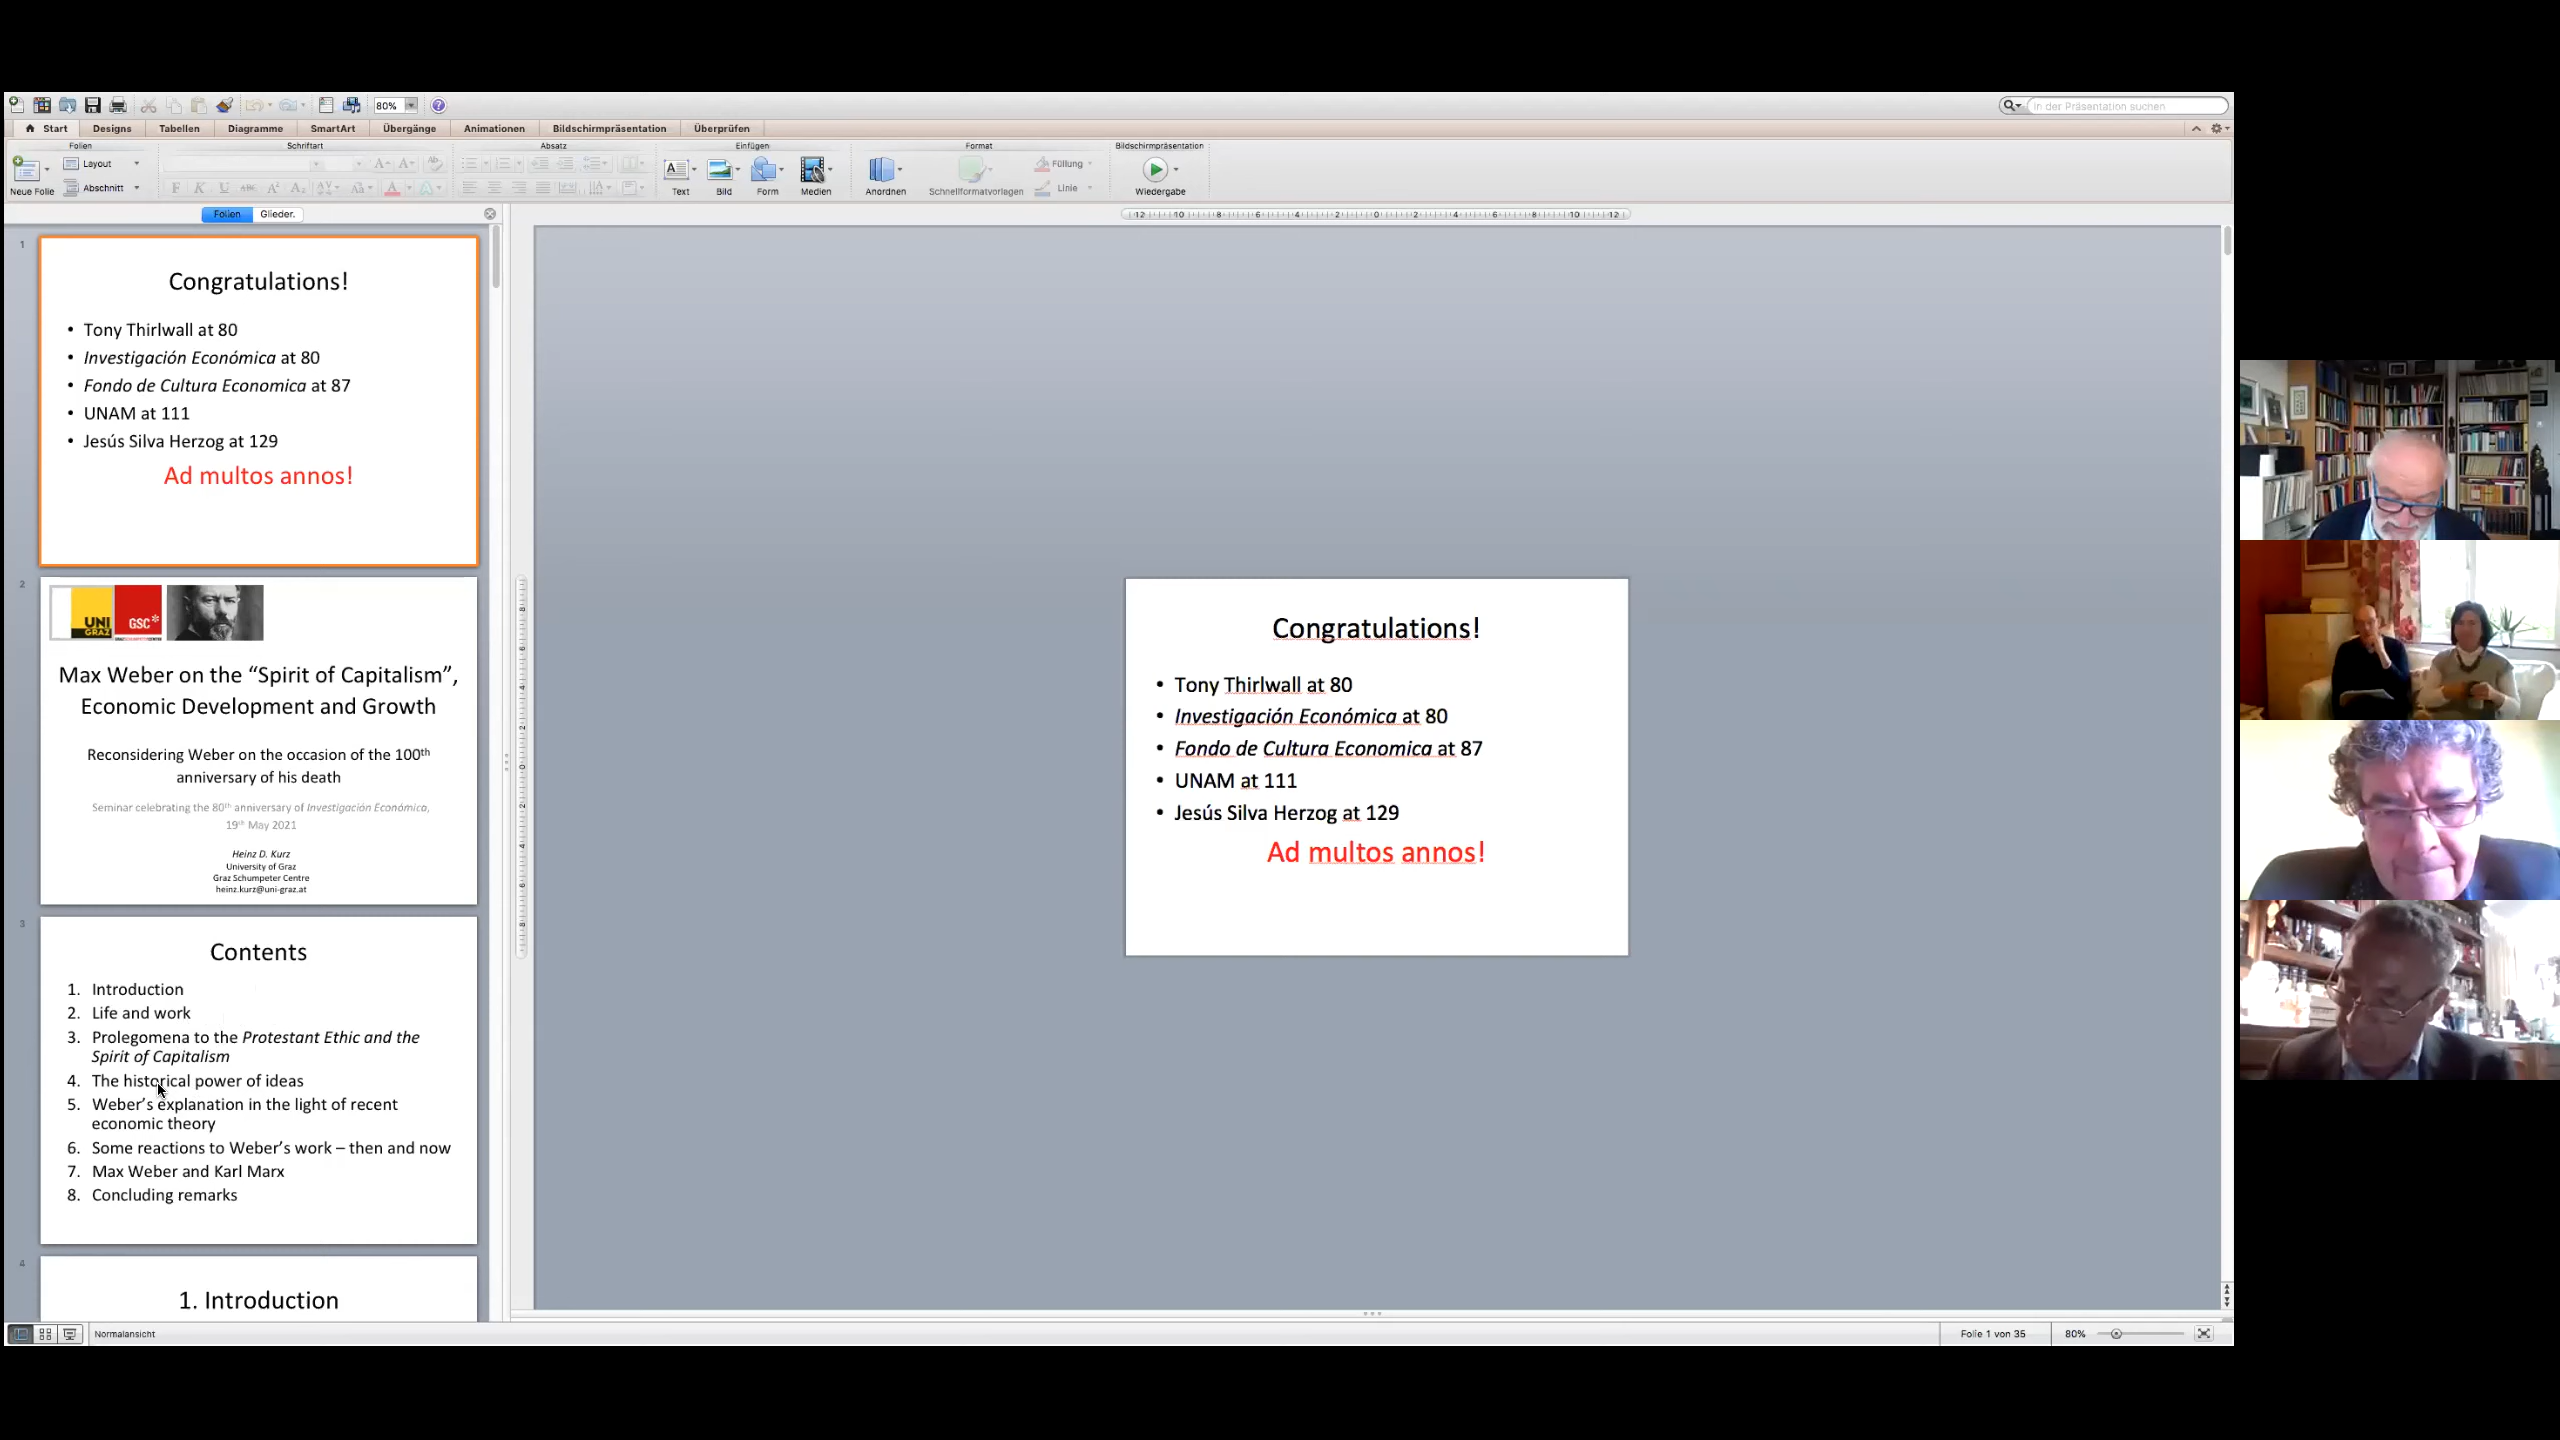 80%
In der Präsentation suchen
Start
Designs
Tabellen
Diagramme
SmartArt
Übergänge
Animationen
Bildschirmpräsentation
Überprüfen
Folien
Schriftart
Absatz
Einfügen
Format
Bildschirmpräsentation
Neue Folie
Layout
Abschnitt
Text
Bild
Form
Medien
Anordnen
Schnellformatvorlegen
Füllung
Linie
Wiedergabe
Folien
Glieder.
1
Congratulations!
• Tony Thirlwall at 80
• Investigación Económica at 80
• Fondo de Cultura Economica at 87
• UNAM at 111
• Jesús Silva Herzog at 129
Ad multos annos!
2
UNI GRAZ
GSC*
Max Weber on the “Spirit of Capitalism”,
Economic Development and Growth
Reconsidering Weber on the occasion of the 100th
anniversary of his death
Seminar celebrating the 80th anniversary of Investigación Económica,
19th May 2021
Heinz D. Kurz
University of Graz
Graz Schumpeter Centre
heinz.kurz@uni-graz.at
3
Contents
1. Introduction
2. Life and work
3. Prolegomena to the Protestant Ethic and the
Spirit of Capitalism
4. The historical power of ideas
5. Weber’s explanation in the light of recent
economic theory
6. Some reactions to Weber’s work – then and now
7. Max Weber and Karl Marx
8. Concluding remarks
4
1. Introduction
Congratulations!
• Tony Thirlwall at 80
• Investigación Económica at 80
• Fondo de Cultura Economica at 87
• UNAM at 111
• Jesús Silva Herzog at 129
Ad multos annos!
Normalansicht
Folie 1 von 35
80%